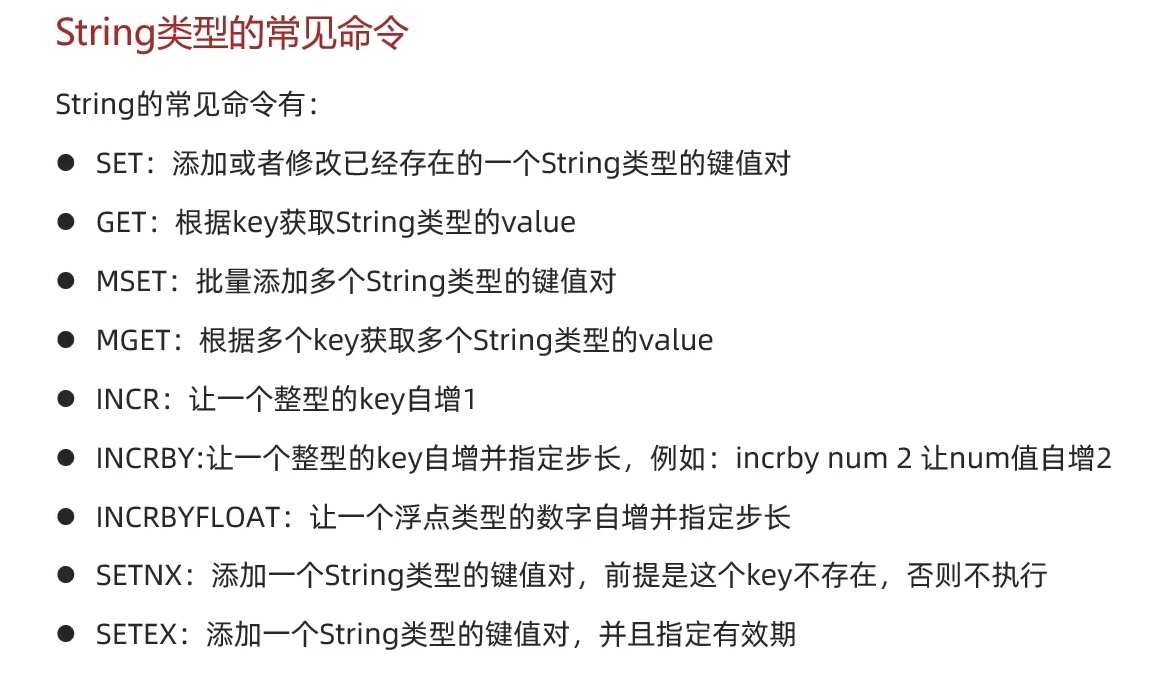 String类型的常见命令
String的常见命令有：
● SET：添加或者修改已经存在的一个String类型的键值对
● GET：根据key获取String类型的value
● MSET：批量添加多个String类型的键值对
● MGET：根据多个key获取多个String类型的value
● INCR：让一个整型的key自增1
● INCRBY:让一个整型的key自增并指定步长，例如：incrby num 2 让num值自增2
● INCRBYFLOAT：让一个浮点类型的数字自增并指定步长
● SETNX：添加一个String类型的键值对，前提是这个key不存在，否则不执行
● SETEX：添加一个String类型的键值对，并且指定有效期